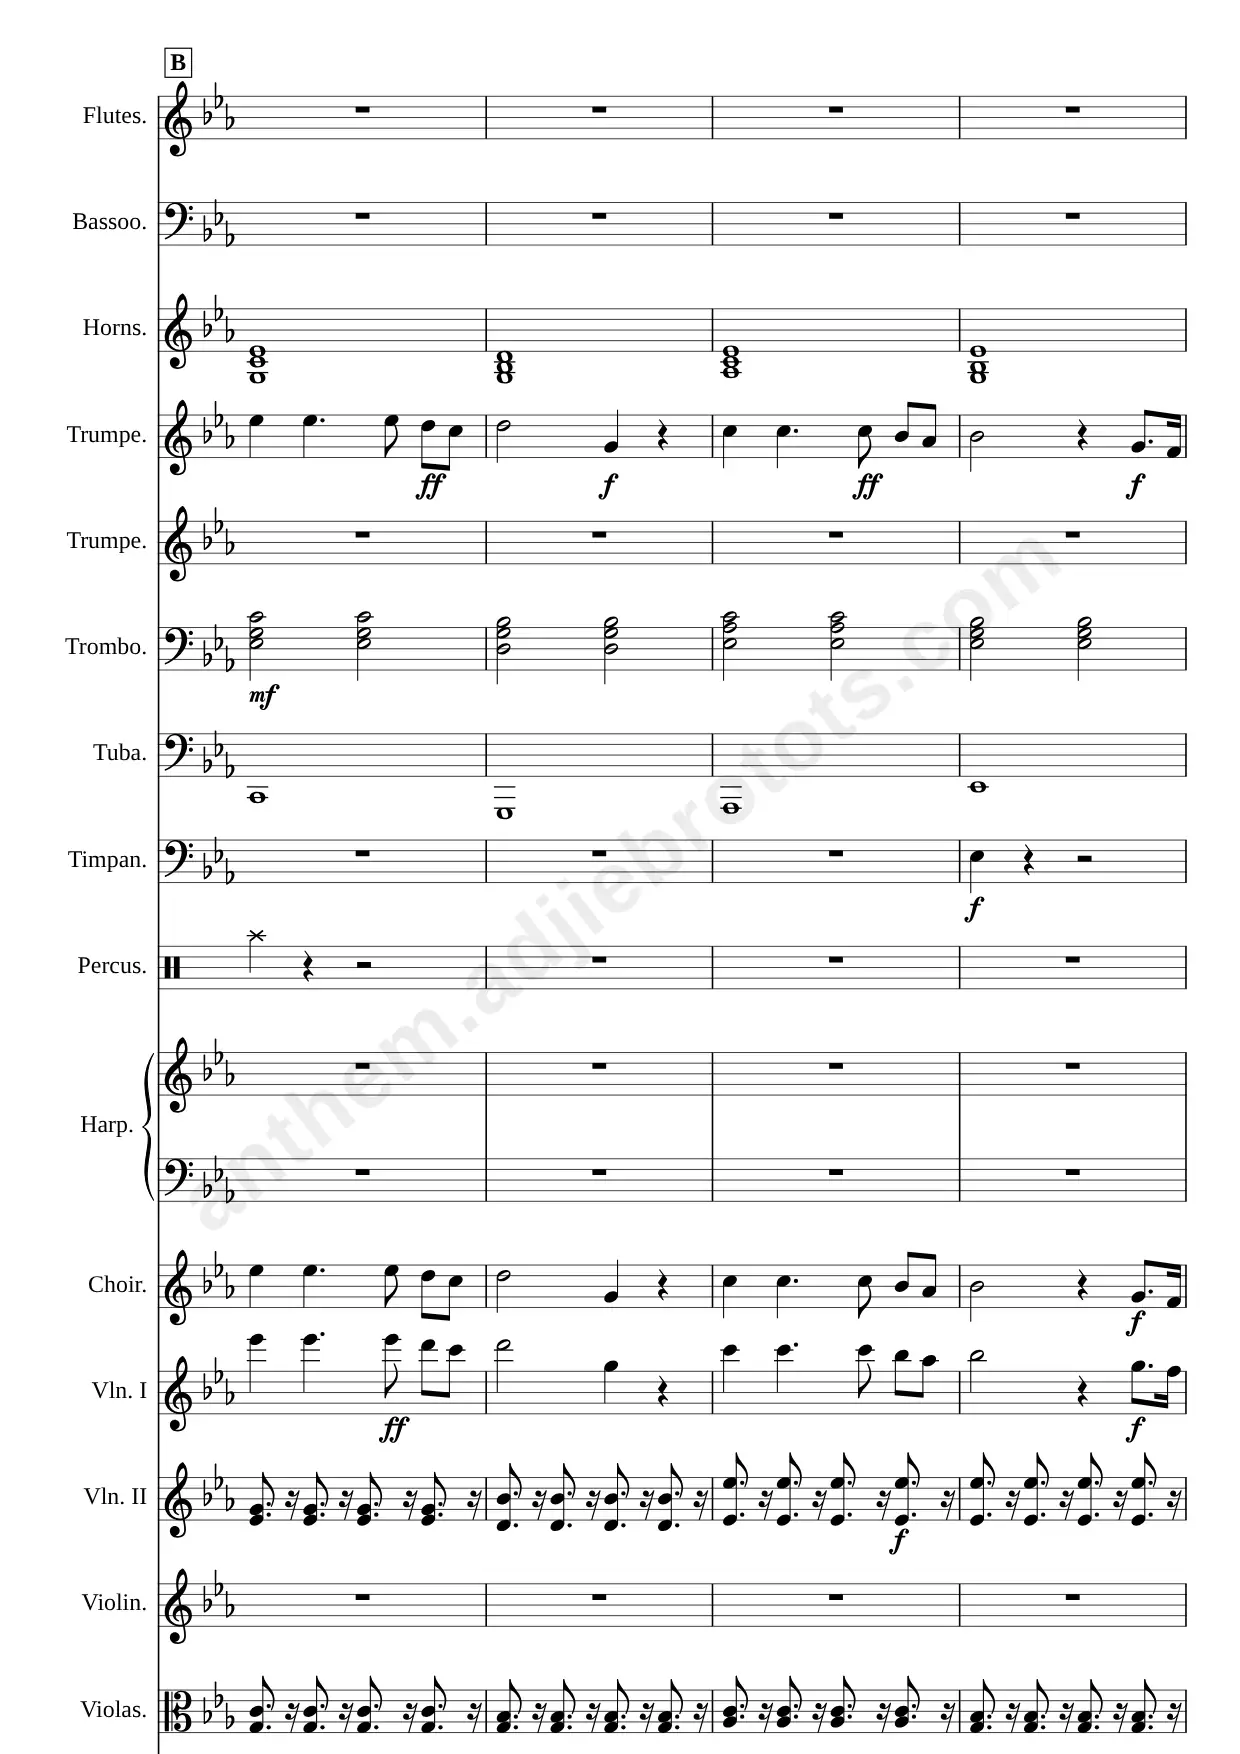 B
Flutes.
Bassoo.
Horns.
Trumpe.
ff
f
ff
f
Trumpe.
Trombo.
mf
Tuba.
Timpan.
f
Percus.
Harp.
Choir.
f
Vln. I
ff
f
Vln. II
f
Violin.
Violas.
anthem.adjiebrotots.com